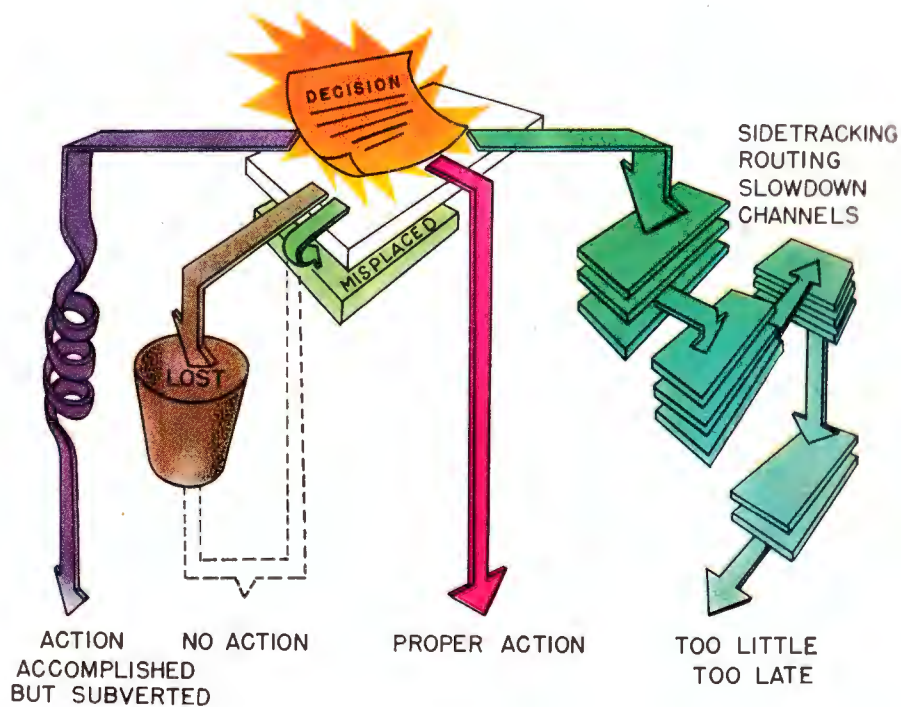 DECISION
SIDETRACKING
ROUTING
SLOWDOWN
CHANNELS
MISPLACED
LOST
ACTION
ACCOMPLISHED
BUT SUBVERTED
NO ACTION
PROPER ACTION
TOO LITTLE
TOO LATE